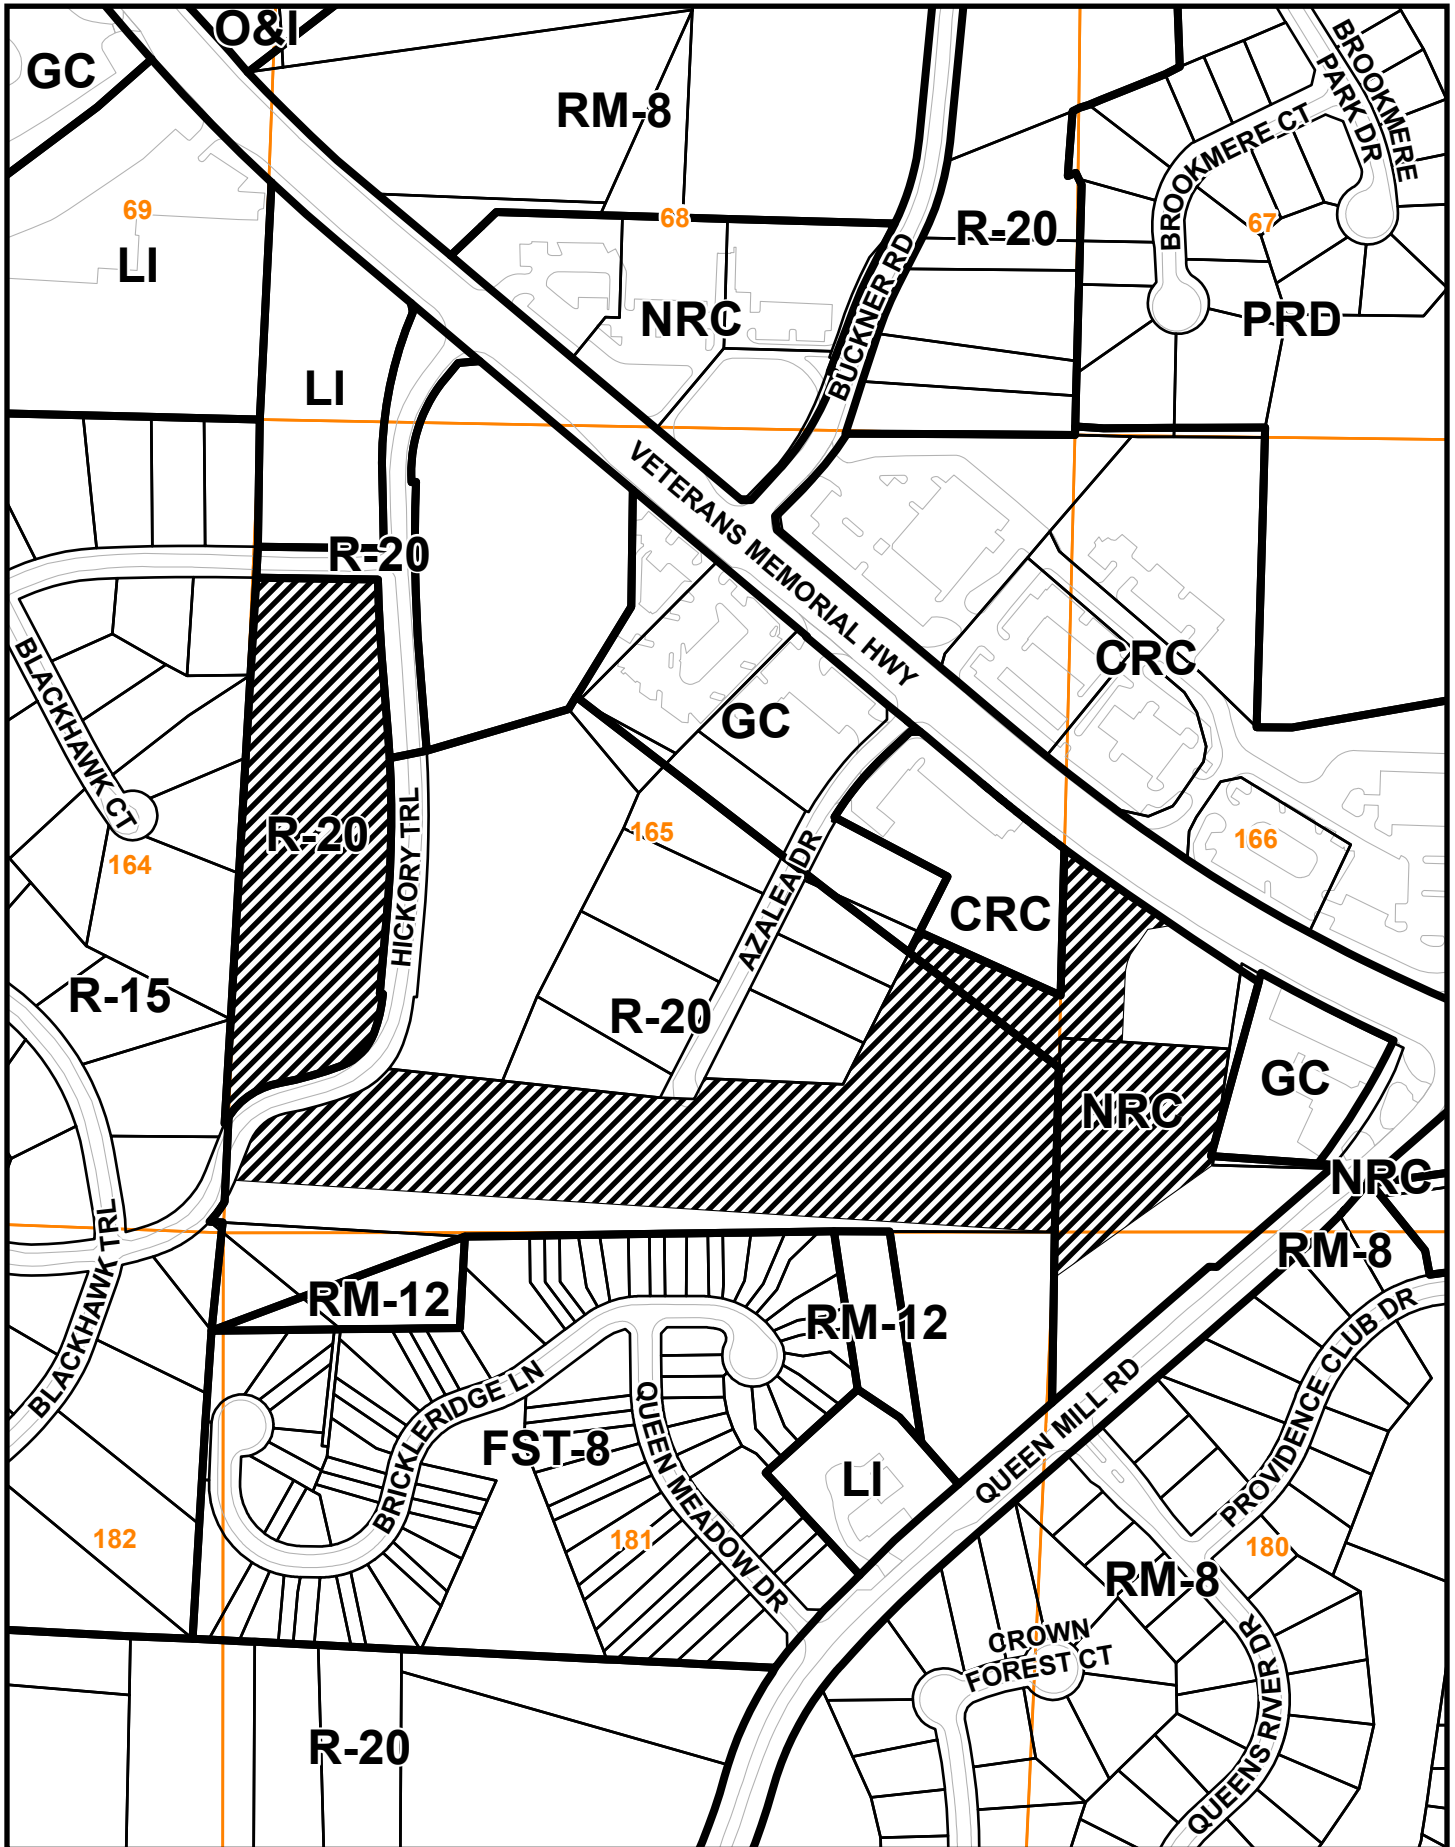 O&I
GC
RM-8
BROOKMERE
PARK DR
BROOKMERE CT
69
68
67
R-20
BROOKMERE
LI
NRC
BUCKNER RD
PRD
LI
VETERANS MEMORIAL HWY
R-20
CRC
BLACKHAWK CT
GC
HICKORY TRL
R-20
165
166
164
AZALEA DR
CRC
R-15
R-20
GC
NRC
NRC
BLACKHAWK TRL
RM-8
RM-12
RM-12
PROVIDENCE CLUB DR
BLACKHAWK TRL
BRICKLERIDGE LN
QUEEN MEADOW DR
QUEEN MILL RD
FST-8
LI
182
181
180
RM-8
CROWN
FOREST CT
QUEENS RIVER DR
R-20